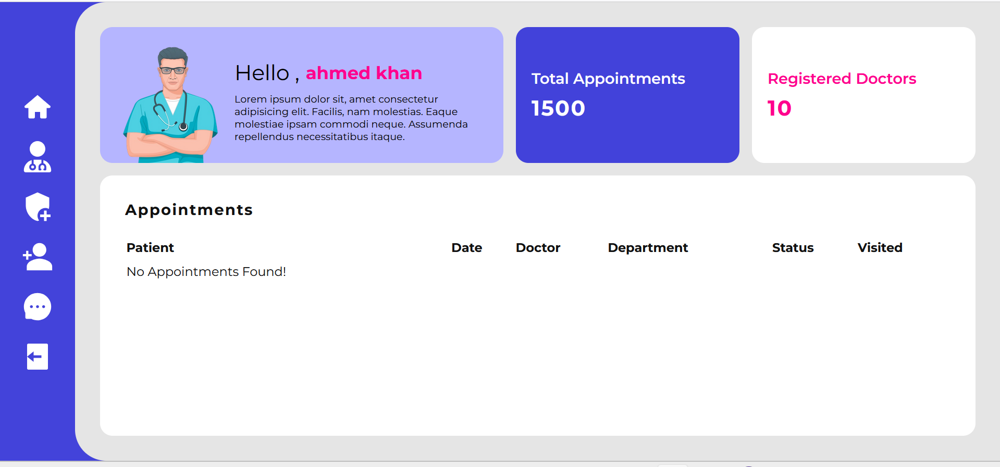 Hello , ahmed khan
Lorem ipsum dolor sit, amet consectetur
adipisicing elit. Facilis, nam molestias. Eaque
molestiae ipsam commodi neque. Assumenda
repellendus necessitatibus itaque.
Total Appointments
1500
Registered Doctors
10
Appointments
Patient Date Doctor Department Status Visited
No Appointments Found!